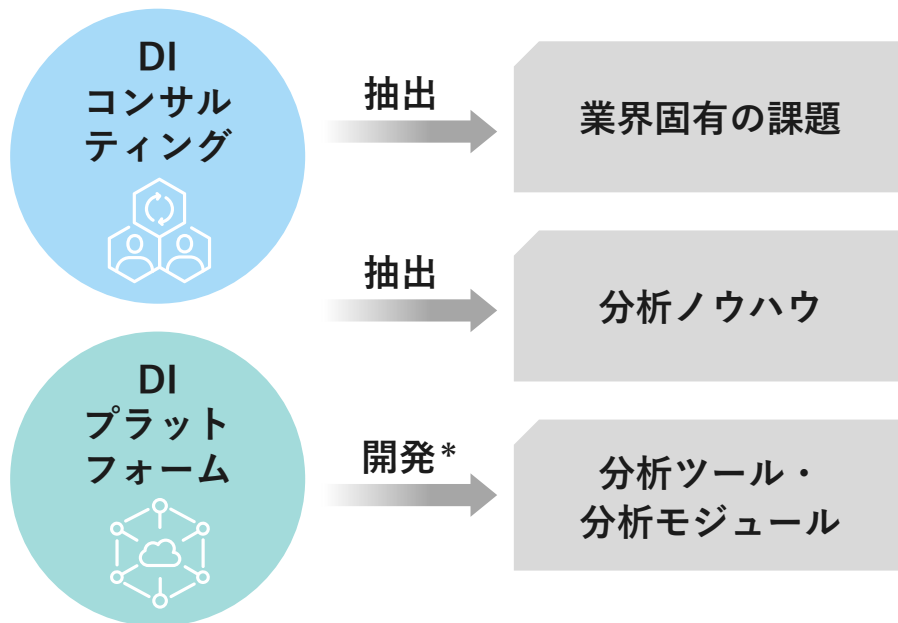 DI
コンサル
ティング
抽出
業界固有の課題
抽出
分析ノウハウ
DI
プラット
フォーム
開発*
分析ツール・
分析モジュール